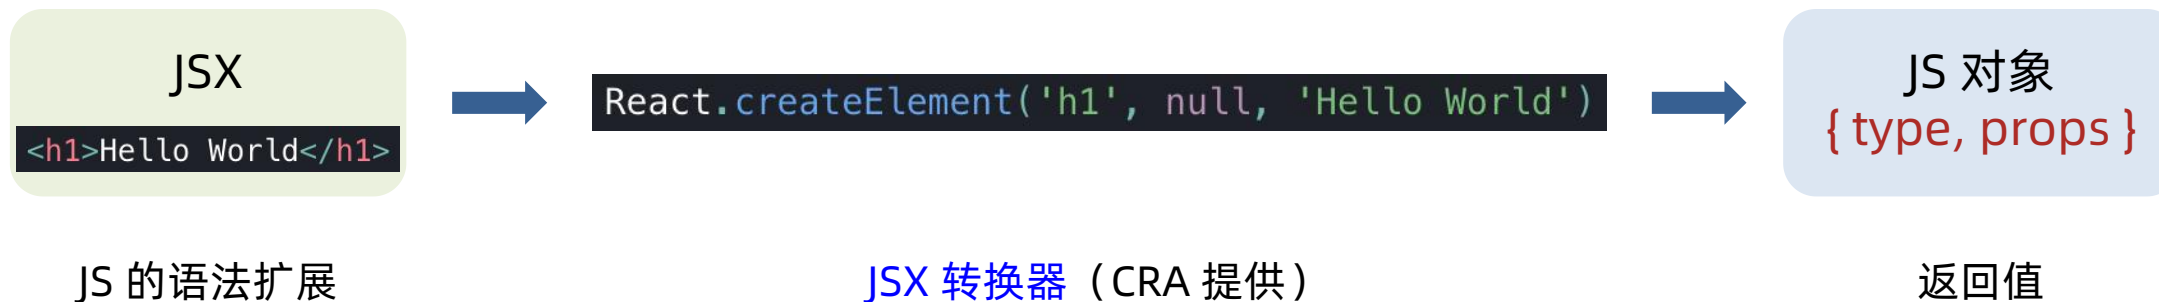 JSX
<h1>Hello World</h1>
React.createElement('h1', null, 'Hello World')
JS 对象
{ type, props }
JS 的语法扩展
JSX 转换器（CRA 提供）
返回值